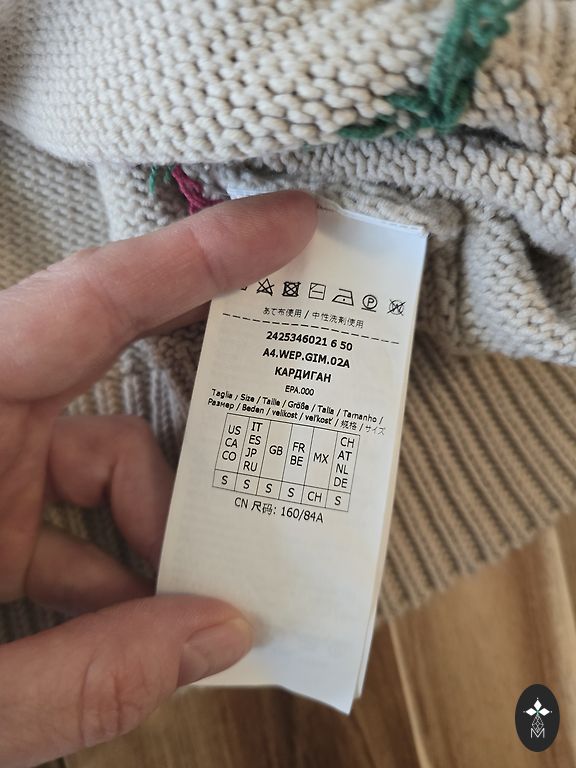 あて布使用 / 中性洗剤使用
2425346021 6 50
A4.WEP.GIM.02A
КАРДИГАН
EPA.000
Taglia / Size / Taille / Größe / Talla / Tamanho /
Размер / Beden / velikost / veľkosť / 规格 / サイズ
US CA CO
IT ES JP RU
GB
FR BE
MX
CH AT NL DE
S S S S CH S
CN 尺码: 160/84A